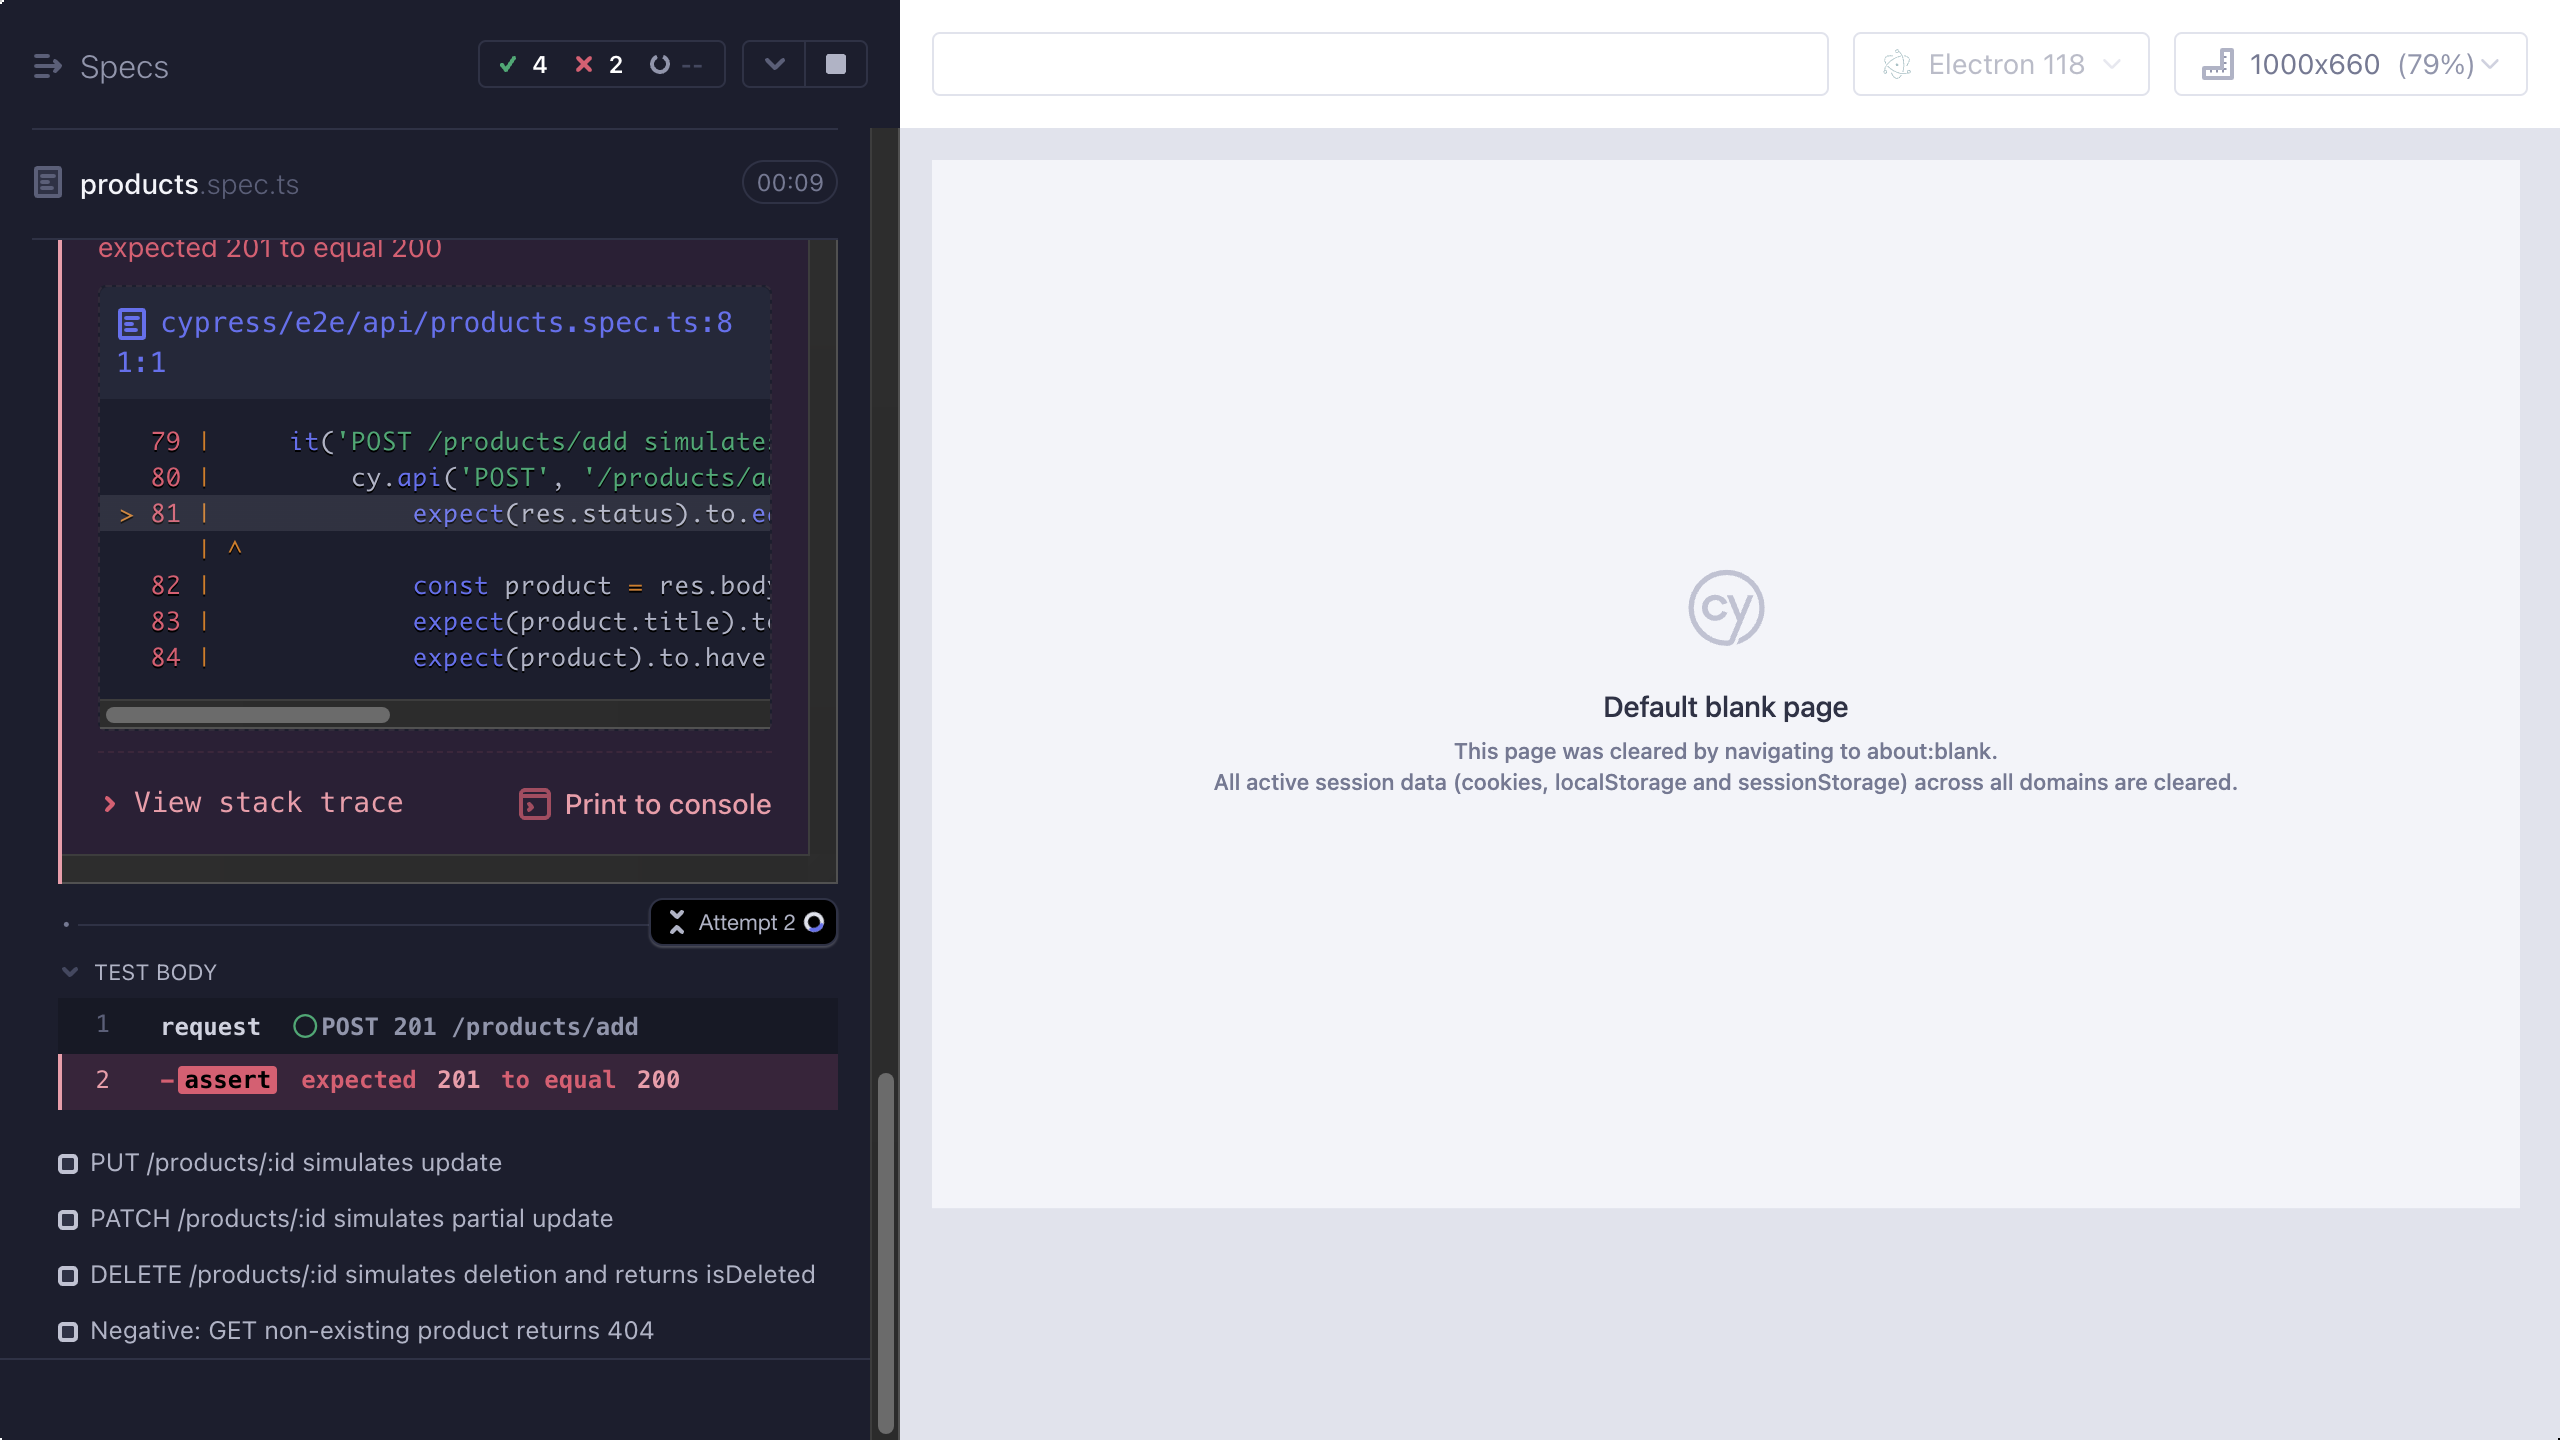 Specs
4 2 --
Electron 118
1000x660 (79%)
products.spec.ts
00:09
expected 201 to equal 200
cypress/e2e/api/products.spec.ts:8
1:1
79 | it('POST /products/add simulate
80 | cy.api('POST', '/products/a
> 81 | expect(res.status).to.e
| ^
82 | const product = res.body
83 | expect(product.title).t
84 | expect(product).to.have
View stack trace
Print to console
Attempt 2
TEST BODY
1 request POST 201 /products/add
2 -assert expected 201 to equal 200
PUT /products/:id simulates update
PATCH /products/:id simulates partial update
DELETE /products/:id simulates deletion and returns isDeleted
Negative: GET non-existing product returns 404
cy
Default blank page
This page was cleared by navigating to about:blank.
All active session data (cookies, localStorage and sessionStorage) across all domains are cleared.